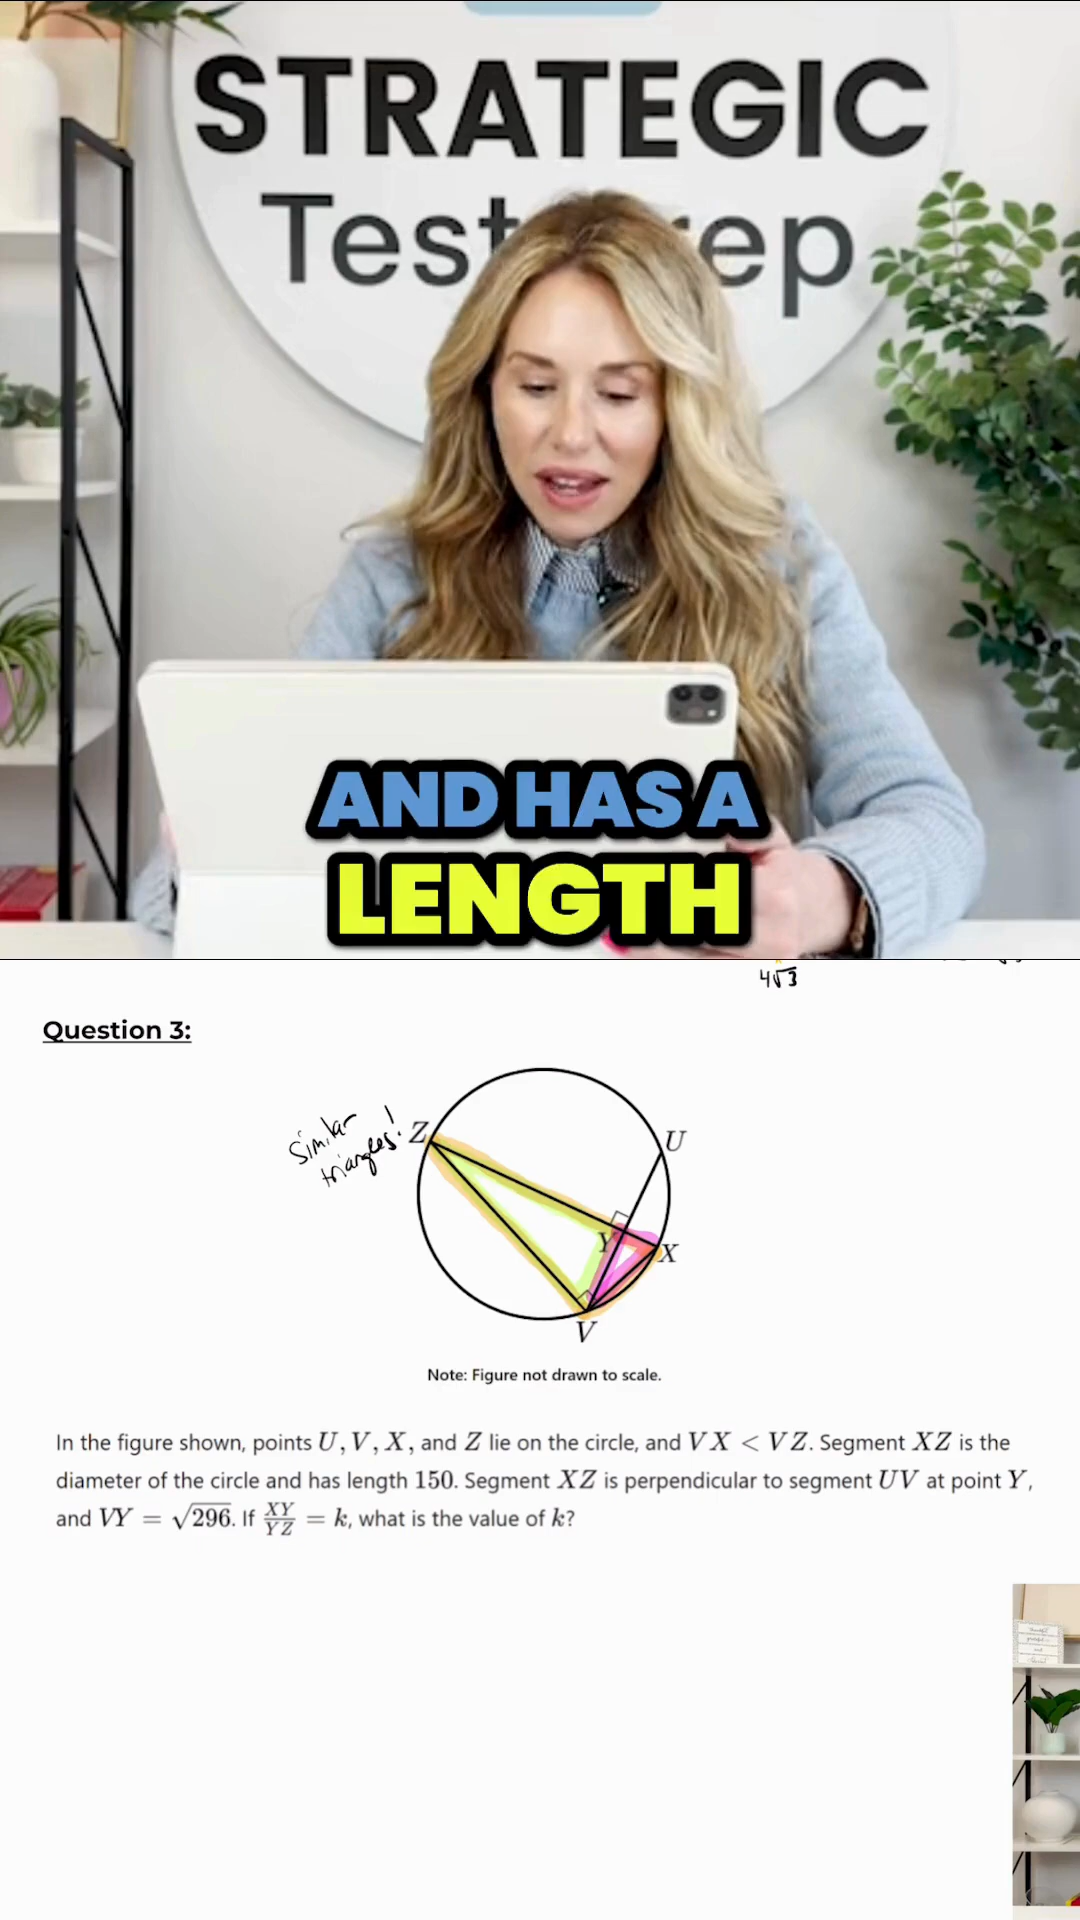 STRATEGIC
Test rep
AND HAS A
LENGTH
4√3
Question 3:
Similar
triangles!
Z
U
Y
X
V
Note: Figure not drawn to scale.
In the figure shown, points U, V, X, and Z lie on the circle, and VX < VZ. Segment XZ is the
diameter of the circle and has length 150. Segment XZ is perpendicular to segment UV at point Y,
and VY = √296. If XY/YZ = k, what is the value of k?